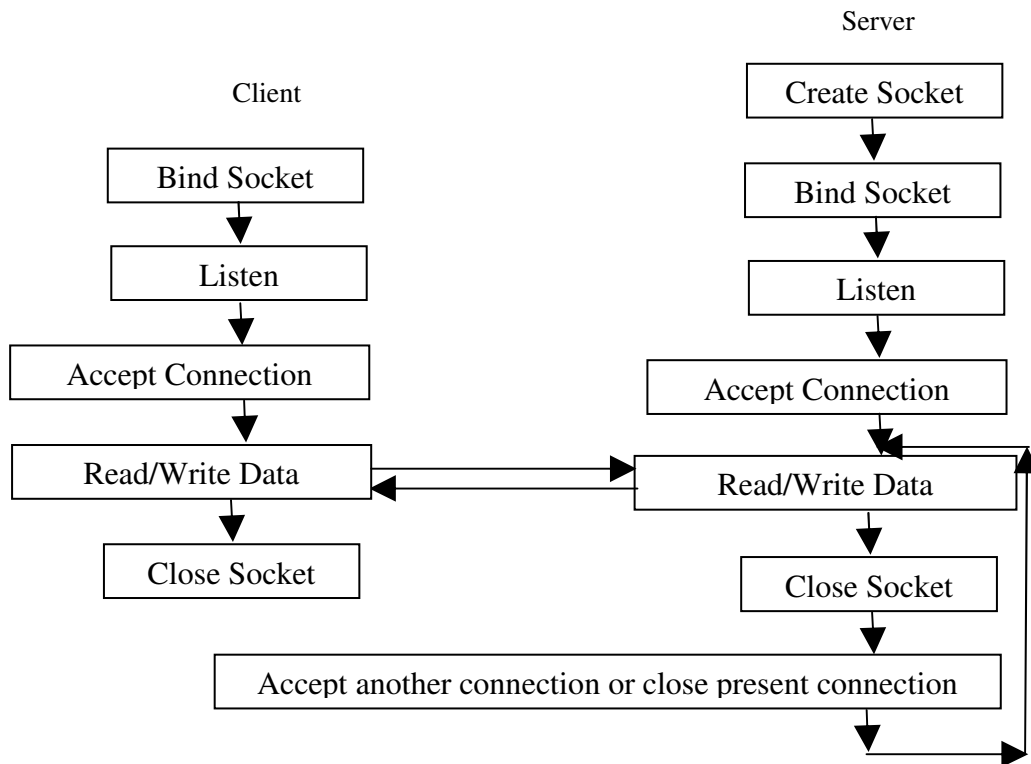 Server
Client
Create Socket
Bind Socket
Bind Socket
Listen
Listen
Accept Connection
Accept Connection
Read/Write Data
Read/Write Data
Close Socket
Close Socket
Accept another connection or close present connection